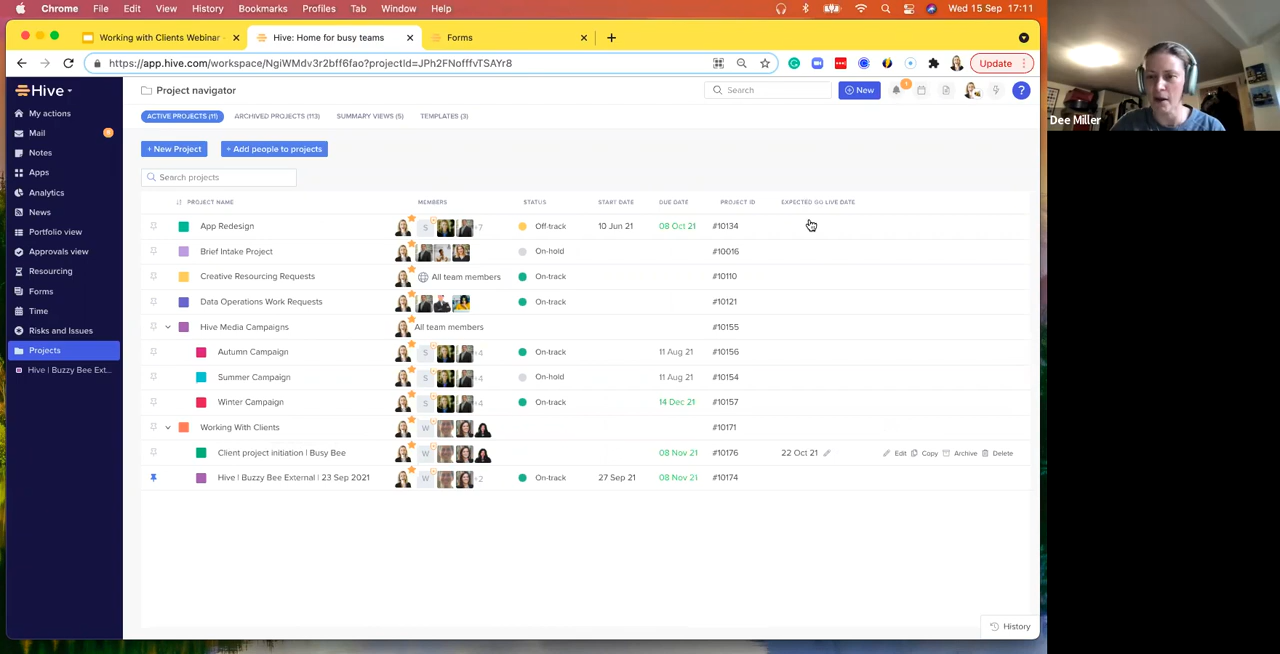 Chrome File Edit View History Bookmarks Profiles Tab Window Help Wed 15 Sep 17:11
Working with Clients Webinar Hive: Home for busy teams Forms
https://app.hive.com/workspace/NgiWMdv3r2bff6fao?projectId=JPh2FNofffvTSAYr8 Update
Hive Project navigator Search New ?
My actions
Mail
Notes
Apps
Analytics
News
Portfolio view
Approvals view
Resourcing
Forms
Time
Risks and Issues
Projects
Hive | Buzzy Bee Ext...
ACTIVE PROJECTS (11) ARCHIVED PROJECTS (113) SUMMARY VIEWS (5) TEMPLATES (3)
+ New Project + Add people to projects
Search projects
PROJECT NAME MEMBERS STATUS START DATE DUE DATE PROJECT ID EXPECTED GO LIVE DATE
App Redesign S +7 Off-track 10 Jun 21 08 Oct 21 #10134
Brief Intake Project On-hold #10016
Creative Resourcing Requests All team members On-track #10110
Data Operations Work Requests On-track #10121
Hive Media Campaigns All team members #10155
Autumn Campaign S +4 On-track 11 Aug 21 #10156
Summer Campaign S +4 On-hold 11 Aug 21 #10154
Winter Campaign S +4 On-track 14 Dec 21 #10157
Working With Clients W #10171
Client project initiation | Busy Bee W 08 Nov 21 #10176 22 Oct 21 Edit Copy Archive Delete
Hive | Buzzy Bee External | 23 Sep 2021 W +2 On-track 27 Sep 21 08 Nov 21 #10174
History
Dee Miller